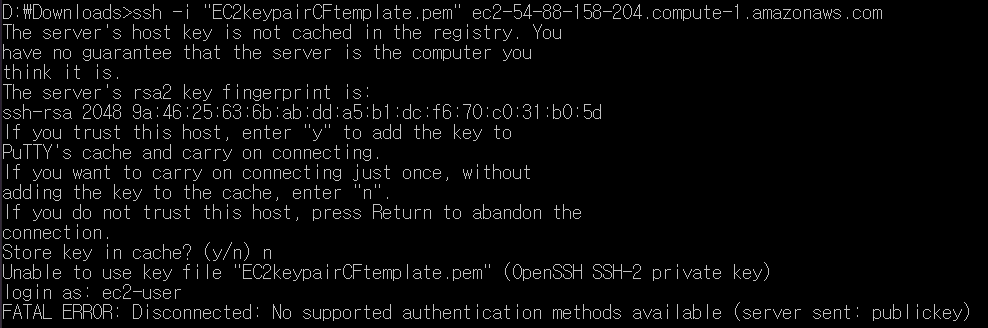 D:\Downloads>ssh -i "EC2keypairCFtemplate.pem" ec2-54-88-158-204.compute-1.amazonaws.com
The server's host key is not cached in the registry. You
have no guarantee that the server is the computer you
think it is.
The server's rsa2 key fingerprint is:
ssh-rsa 2048 9a:46:25:63:6b:ab:dd:a5:b1:dc:f6:70:c0:31:b0:5d
If you trust this host, enter "y" to add the key to
PuTTY's cache and carry on connecting.
If you want to carry on connecting just once, without
adding the key to the cache, enter "n".
If you do not trust this host, press Return to abandon the
connection.
Store key in cache? (y/n) n
Unable to use key file "EC2keypairCFtemplate.pem" (OpenSSH SSH-2 private key)
login as: ec2-user
FATAL ERROR: Disconnected: No supported authentication methods available (server sent: publickey)